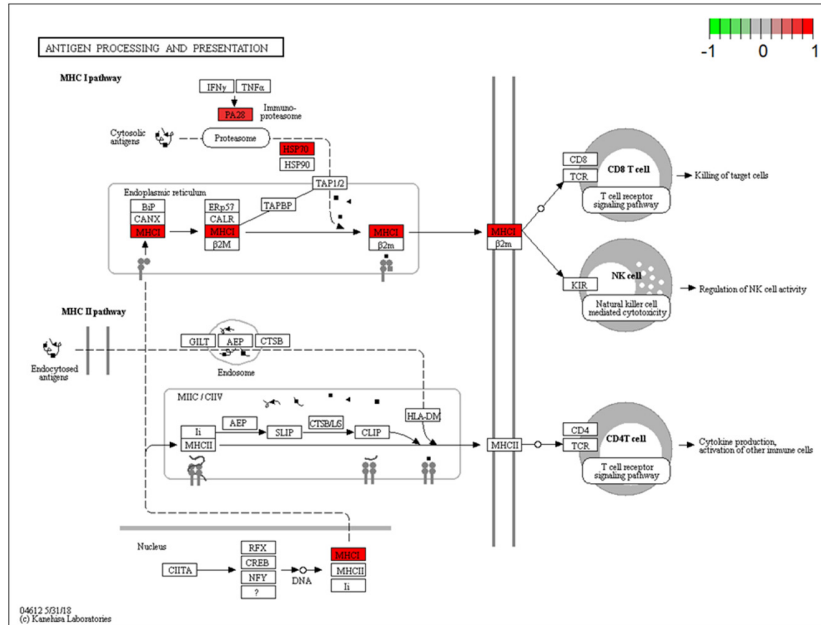 -1 0 1
ANTIGEN PROCESSING AND PRESENTATION
MHC I pathway
IFNγ TNFα
PA28
Immuno-
proteasome
Cytosolic
antigens
Proteasome
HSP70
HSP90
TAP1/2
Endoplasmic reticulum
BiP
CANX
MHCI
ERp57
CALR
MHCI
β2M
TAPBP
MHCI
β2m
MHCI
β2m
CD8
TCR
CD8 T cell
T cell receptor
signaling pathway
Killing of target cells
KIR
NK cell
Natural killer cell
mediated cytotoxicity
Regulation of NK cell activity
MHC II pathway
Endocytosed
antigens
GILT AEP CTSB
Endosome
MIIC / CIIV
Ii
MHCII
AEP
SLIP
CTSB/L/S
CLIP
HLA-DM
MHCII
CD4
TCR
CD4T cell
T cell receptor
signaling pathway
Cytokine production,
activation of other immune cells
Nucleus
CIITA
RFX
CREB
NFY
?
DNA
MHCI
MHCII
Ii
04612 5/31/18
(c) Kanehisa Laboratories